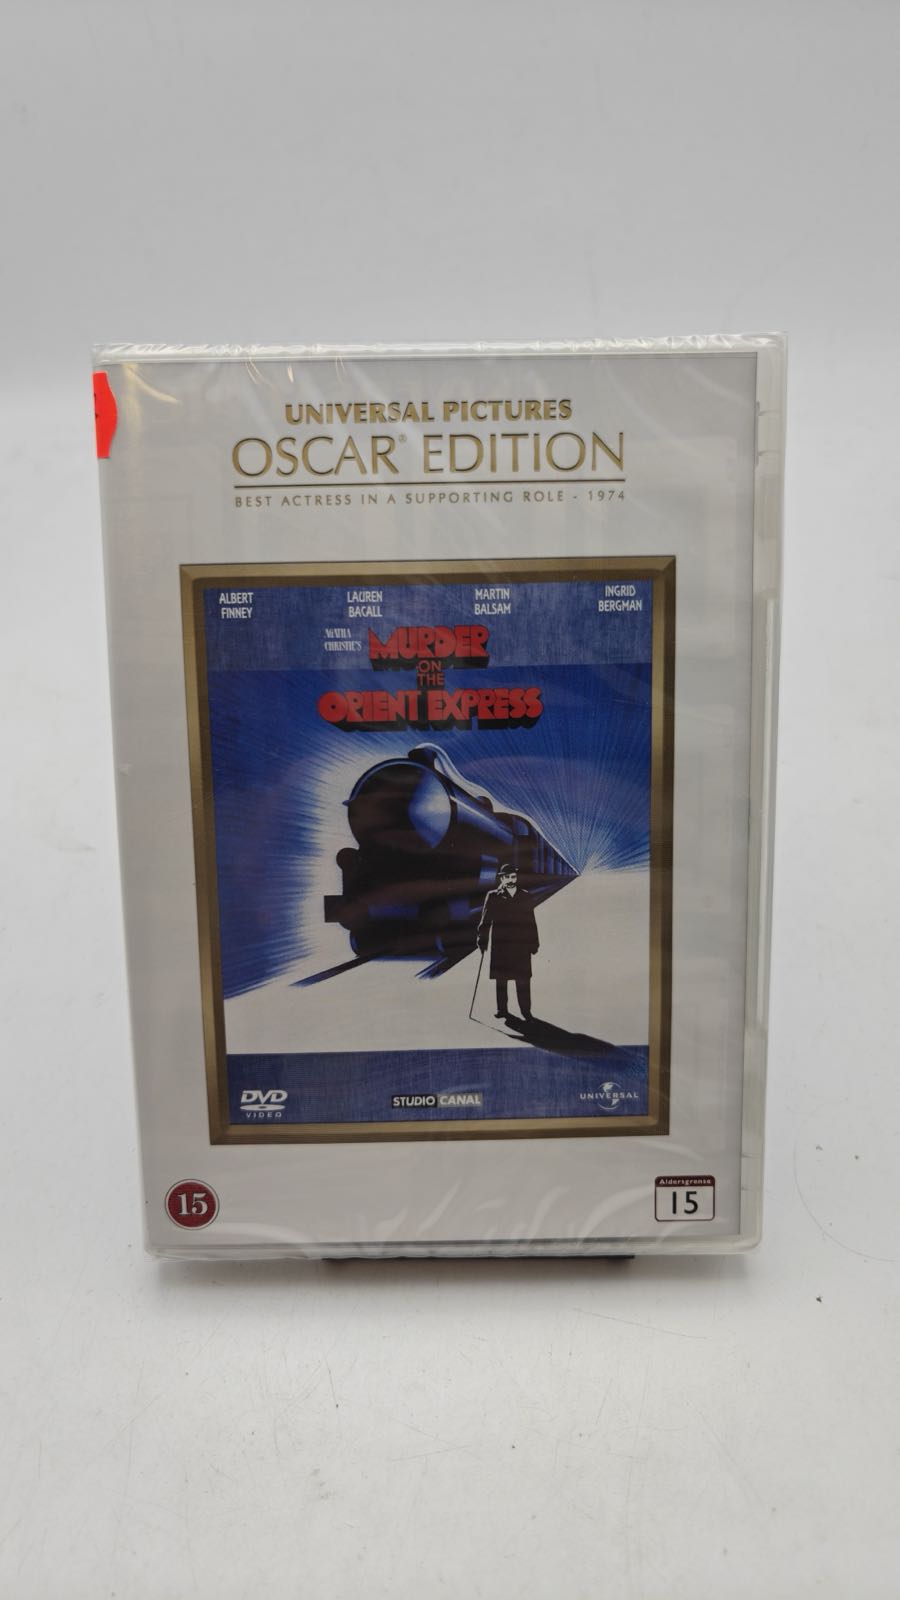 UNIVERSAL PICTURES
OSCAR® EDITION
BEST ACTRESS IN A SUPPORTING ROLE - 1974
ALBERT FINNEY
LAUREN BACALL
MARTIN BALSAM
INGRID BERGMAN
AGATHA CHRISTIE'S
MURDER
ON
THE
ORIENT EXPRESS
DVD
VIDEO
STUDIO CANAL
UNIVERSAL
15
Aldersgrense
15